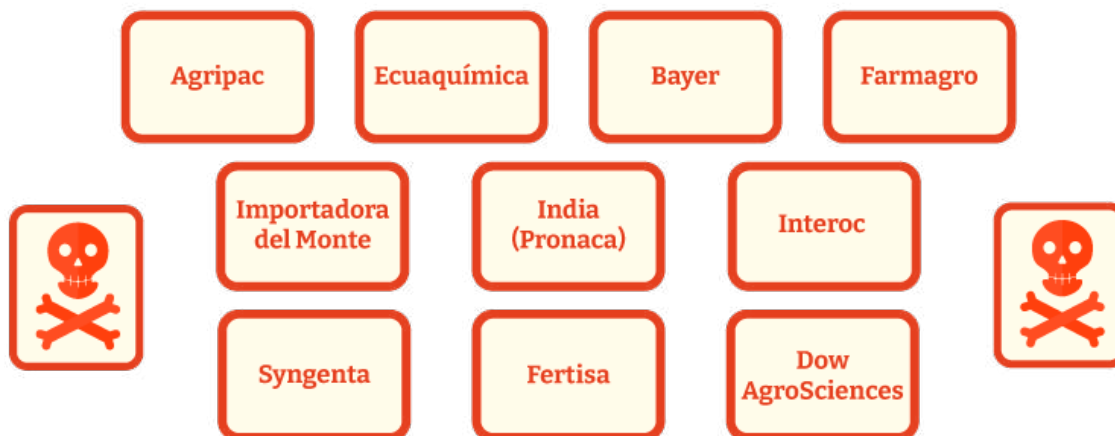 Agripac
Ecuaquímica
Bayer
Farmagro
Importadora
del Monte
India
(Pronaca)
Interoc
Syngenta
Fertisa
Dow
AgroSciences